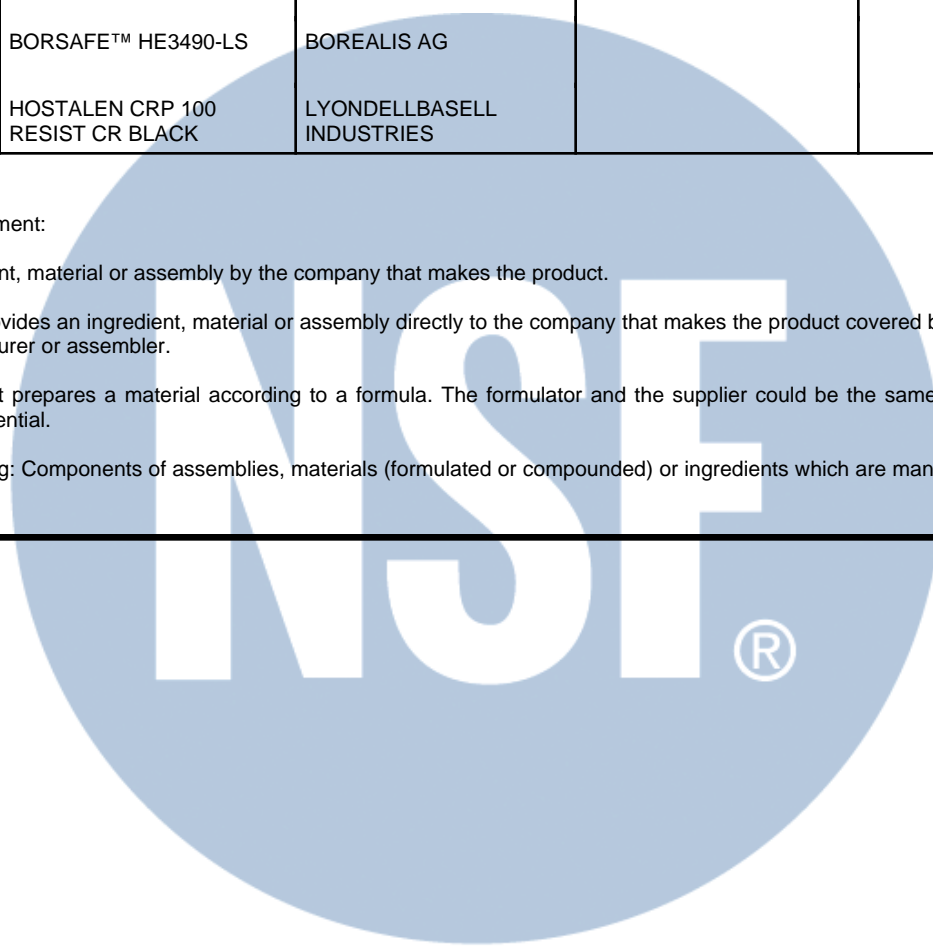 BORSAFE™ HE3490-LS BOREALIS AG
HOSTALEN CRP 100 LYONDELLBASELL
RESIST CR BLACK INDUSTRIES
ment:
nt, material or assembly by the company that makes the product.
vides an ingredient, material or assembly directly to the company that makes the product covered b
urer or assembler.
t prepares a material according to a formula. The formulator and the supplier could be the same
ential.
g: Components of assemblies, materials (formulated or compounded) or ingredients which are man
NSF®